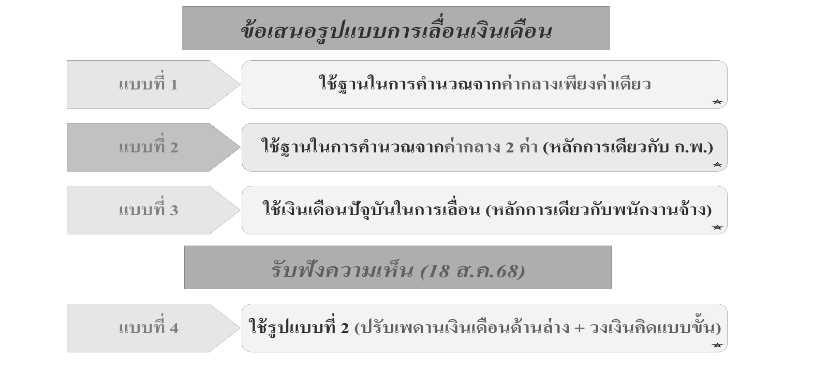 ข้อเสนอรูปแบบการเลื่อนเงินเดือน
แบบที่ 1
ใช้ฐานในการคำนวณจากค่ากลางเพียงค่าเดียว
แบบที่ 2
ใช้ฐานในการคำนวณจากค่ากลาง 2 ค่า (หลักการเดียวกับ ก.พ.)
แบบที่ 3
ใช้เงินเดือนปัจุบันในการเลื่อน (หลักการเดียวกับพนักงานจ้าง)
รับฟังความเห็น (18 ส.ค.68)
แบบที่ 4
ใช้รูปแบบที่ 2 (ปรับเพดานเงินเดือนด้านล่าง + วงเงินคิดแบบขั้น)